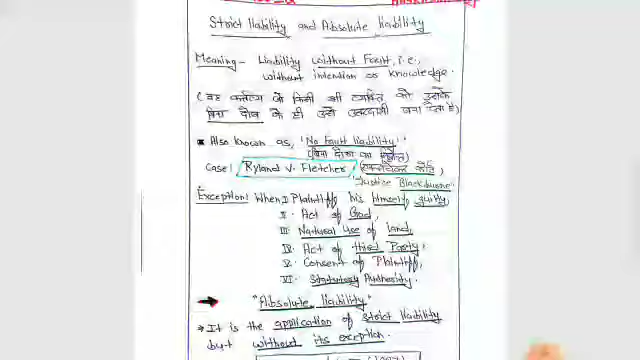 Strict liability and Absolute liability
Meaning - Liability without Fault, i.e.,
without intention or knowledge.
(वह कर्तव्य जो किसी भी व्यक्ति को उसके
बिना दोष के ही उसे उत्तरदायी बना देता है)
Also known as, "No Fault liability"
(बिना दोष का
Case: Ryland V. Fletcher
"Justice Blackburne"
Exception: When I. Plaintiff his himself guilty,
II. Act of God,
III. Natural Use of land,
IV. Act of third Party,
V. Consent of Plaintiff,
VI. Statutory Authority.
"Absolute liability"
→ It is the application of strict liability
but without its exception.